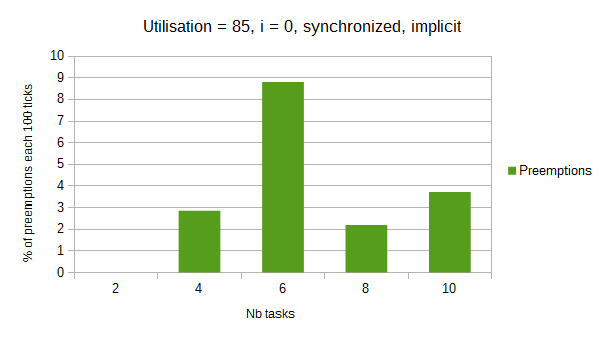 Utilisation = 85, i = 0, synchronized, implicit
% of preemptions each 100 ticks
10
9
8
7
6
5
4
3
2
1
0
2 4 6 8 10
Nb tasks
Preemptions